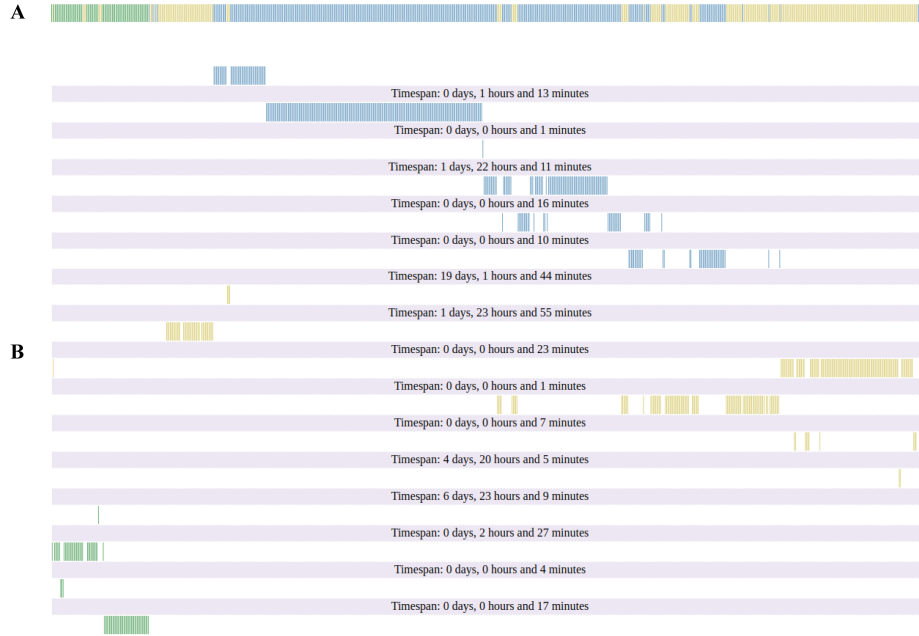 A
Timespan: 0 days, 1 hours and 13 minutes
Timespan: 0 days, 0 hours and 1 minutes
Timespan: 1 days, 22 hours and 11 minutes
Timespan: 0 days, 0 hours and 16 minutes
Timespan: 0 days, 0 hours and 10 minutes
Timespan: 19 days, 1 hours and 44 minutes
Timespan: 1 days, 23 hours and 55 minutes
B
Timespan: 0 days, 0 hours and 23 minutes
Timespan: 0 days, 0 hours and 1 minutes
Timespan: 0 days, 0 hours and 7 minutes
Timespan: 4 days, 20 hours and 5 minutes
Timespan: 6 days, 23 hours and 9 minutes
Timespan: 0 days, 2 hours and 27 minutes
Timespan: 0 days, 0 hours and 4 minutes
Timespan: 0 days, 0 hours and 17 minutes